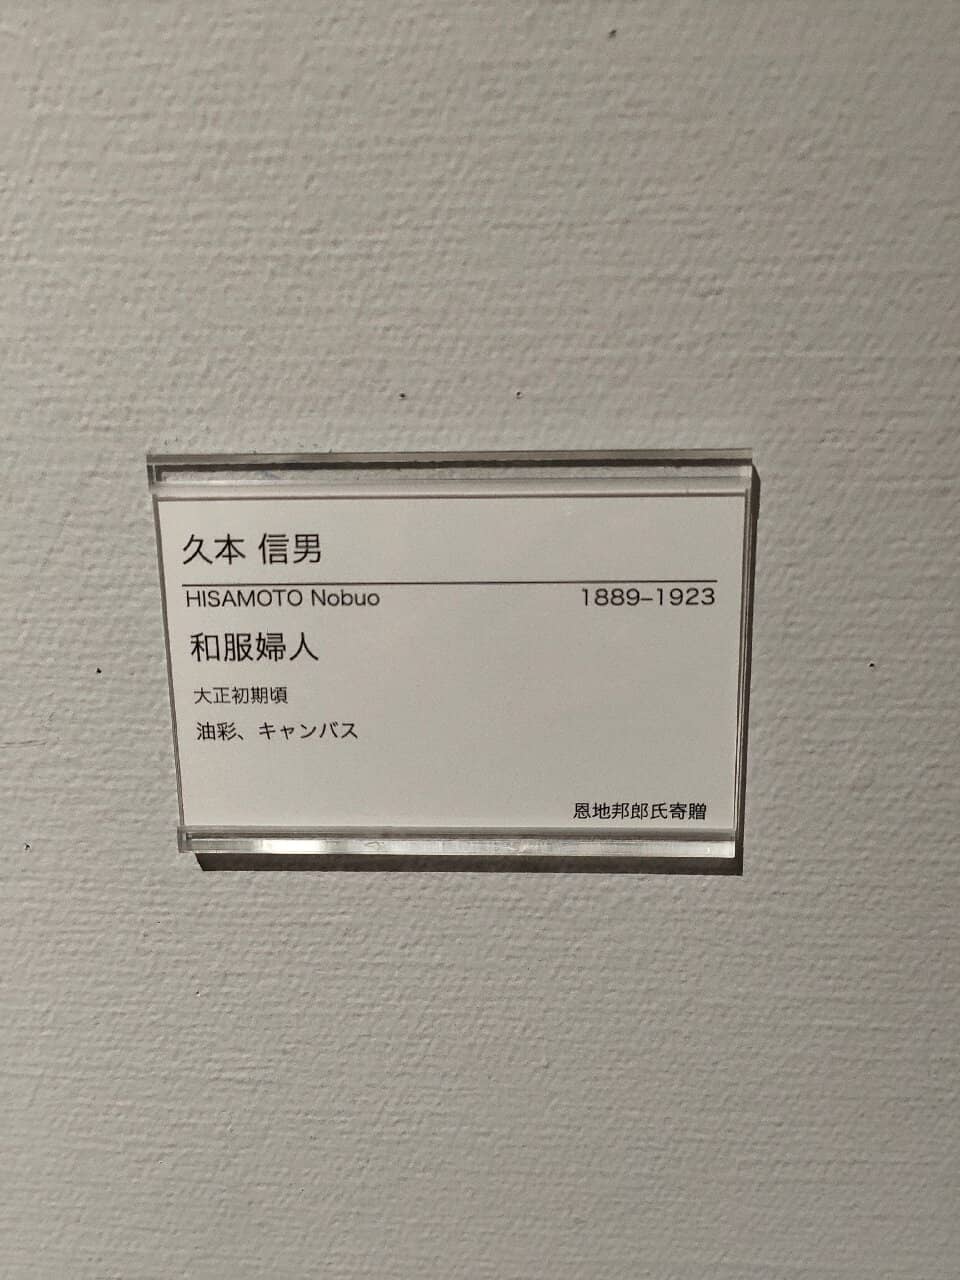 久本 信男
HISAMOTO Nobuo 1889–1923
和服婦人
大正初期頃
油彩、キャンバス
恩地邦郎氏寄贈